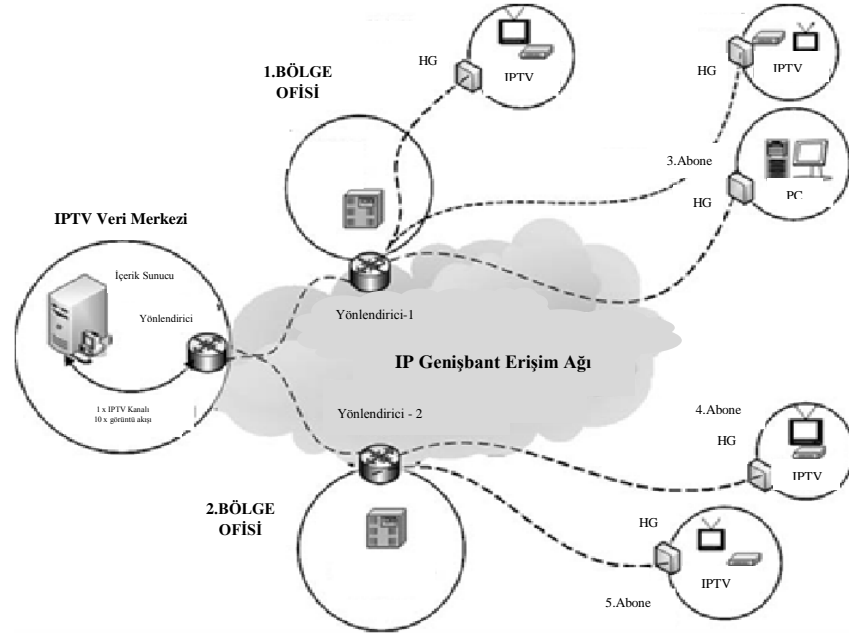 HG
IPTV
1.BÖLGE
OFİSİ
HG
IPTV
3.Abone
HG
PC
IPTV Veri Merkezi
İçerik Sunucu
Yönlendirici
1 x IPTV Kanalı
10 x görüntü akışı
Yönlendirici-1
IP Genişbant Erişim Ağı
Yönlendirici - 2
4.Abone
HG
IPTV
2.BÖLGE
OFİSİ
HG
IPTV
5.Abone